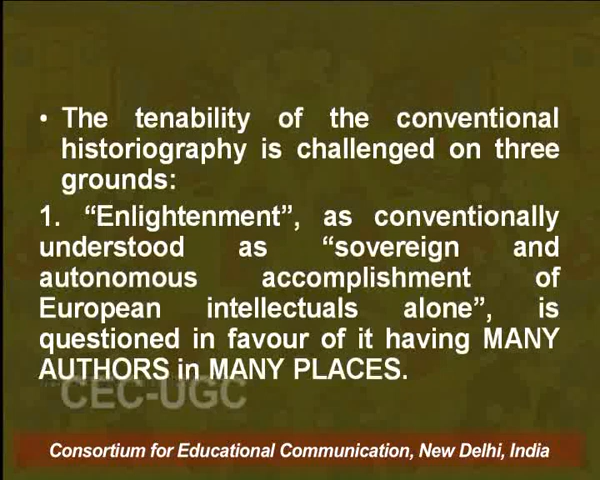 • The tenability of the conventional
historiography is challenged on three
grounds:
1. “Enlightenment”, as conventionally
understood as “sovereign and
autonomous accomplishment of
European intellectuals alone”, is
questioned in favour of it having MANY
AUTHORS in MANY PLACES.
CEC-UGC
Consortium for Educational Communication, New Delhi, India